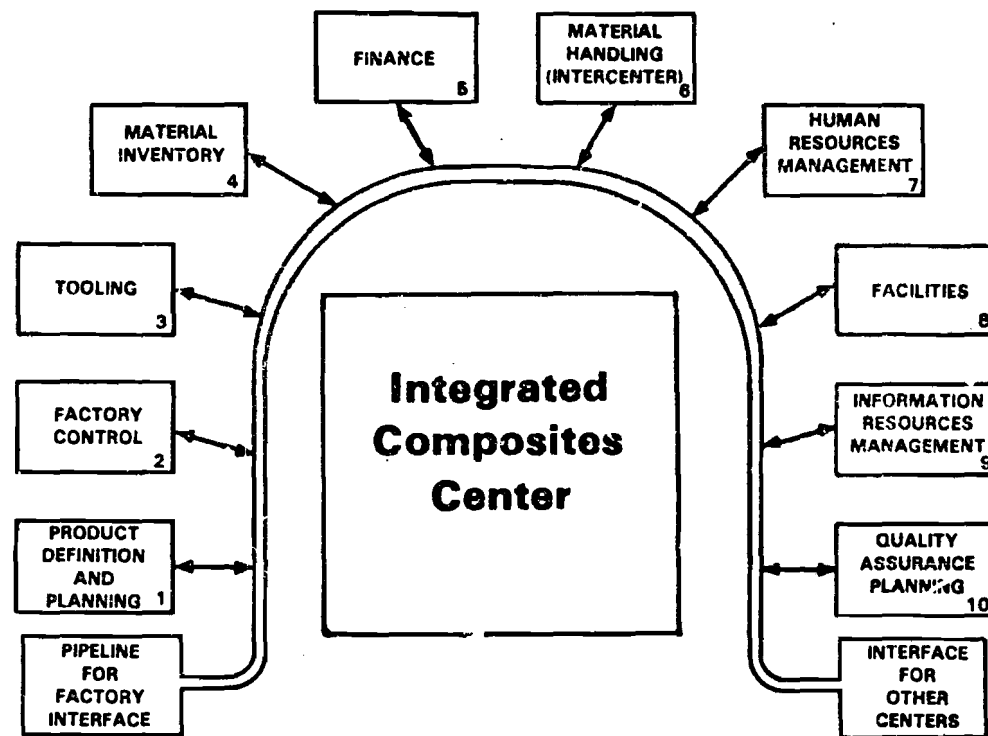 FINANCE
5
MATERIAL
HANDLING
(INTERCENTER)
6
MATERIAL
INVENTORY
4
HUMAN
RESOURCES
MANAGEMENT
7
TOOLING
3
FACILITIES
8
Integrated
Composites
Center
FACTORY
CONTROL
2
INFORMATION
RESOURCES
MANAGEMENT
9
PRODUCT
DEFINITION
AND
PLANNING
1
QUALITY
ASSURANCE
PLANNING
10
PIPELINE
FOR
FACTORY
INTERFACE
INTERFACE
FOR
OTHER
CENTERS